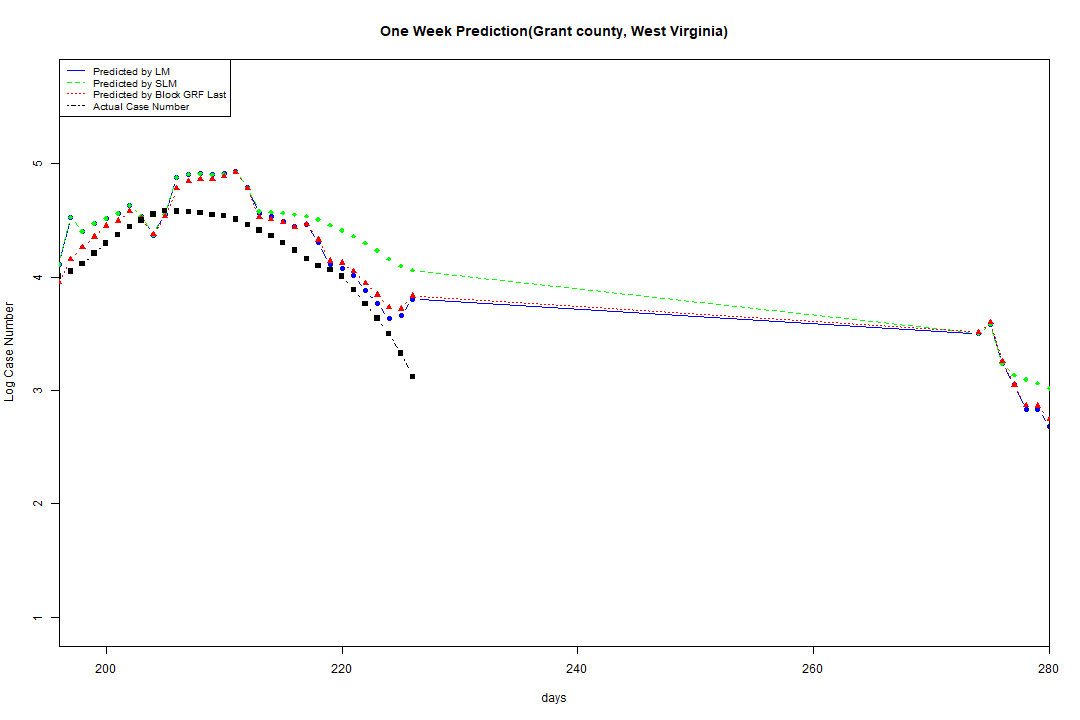 One Week Prediction(Grant county, West Virginia)
Predicted by LM
Predicted by SLM
Predicted by Block GRF Last
Actual Case Number
5
4
3
2
1
Log Case Number
200
220
240
260
280
days